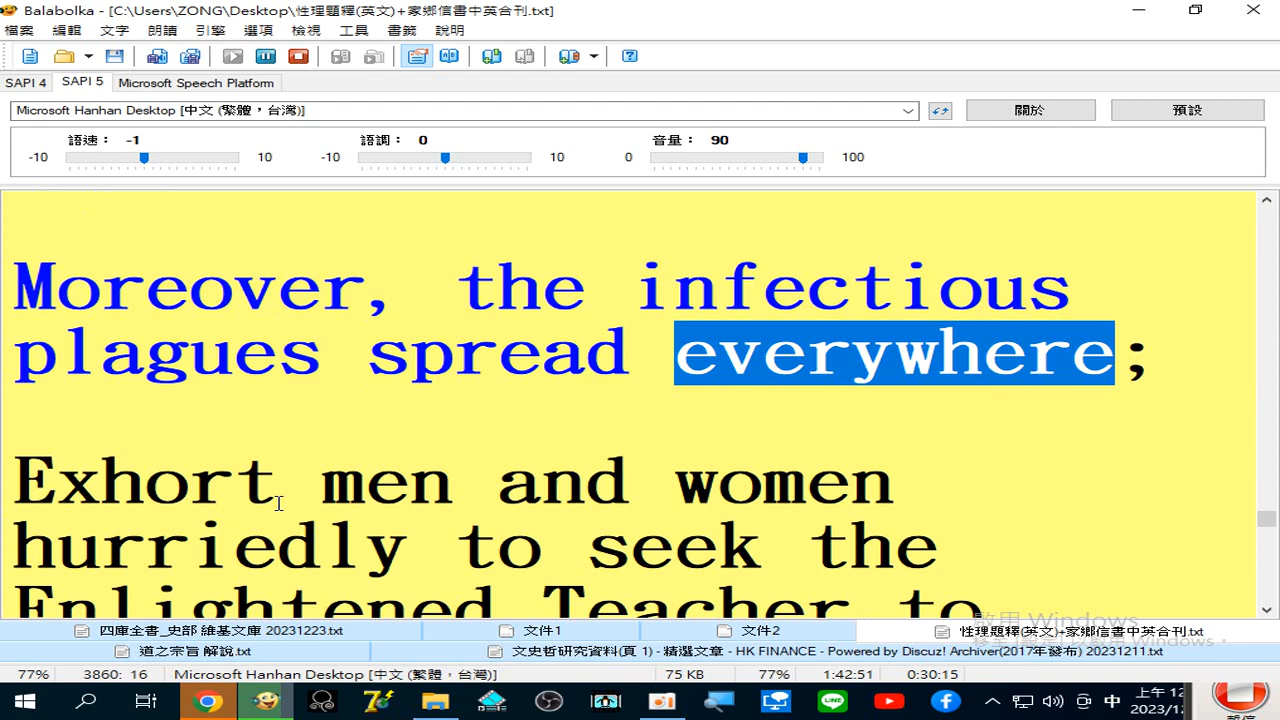 Balabolka - [C:\Users\ZONG\Desktop\性理題釋(英文)+家鄉信書中英合刊.txt]
檔案 編輯 文字 朗讀 引擎 選項 檢視 工具 書籤 說明
SAPI 4 SAPI 5 Microsoft Speech Platform
Microsoft Hanhan Desktop [中文 (繁體，台灣)] 關於 預設
語速： -1 語調： 0 音量： 90
-10 10 -10 10 0 100
Moreover, the infectious
plagues spread everywhere;
Exhort men and women
hurriedly to seek the
Enlightened Teacher to
啟用 Windows
四庫全書_史部 維基文庫 20231223.txt 文件1 文件2 性理題釋(英文)+家鄉信書中英合刊.txt
道之宗旨 解說.txt 文史哲研究資料(頁 1) - 精選文章 - HK FINANCE - Powered by Discuz! Archiver(2017年發布) 20231211.txt
77% 3860: 16 Microsoft Hanhan Desktop [中文 (繁體，台灣)] 75 KB 77% 1:42:51 0:30:15
中 上午 12
2023/12